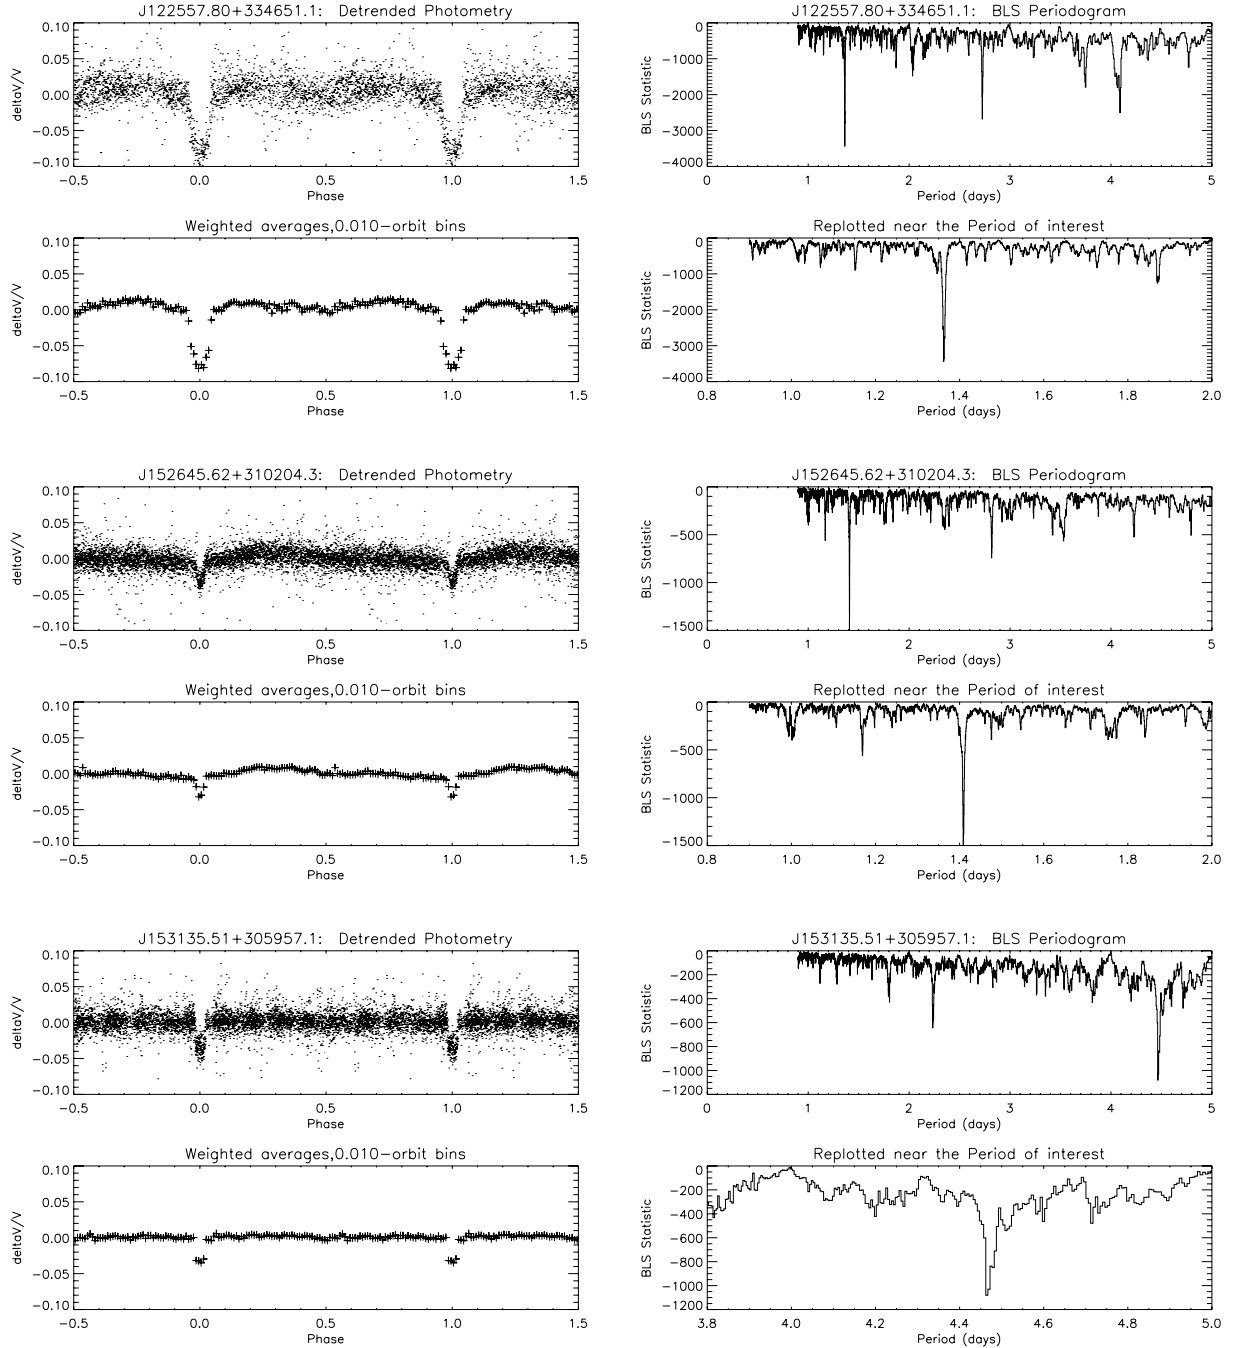 J122557.80+334651.1: Detrended Photometry
deltaV/V
0.10
0.05
0.00
−0.05
−0.10
−0.5 0.0 0.5 1.0 1.5
Phase
J122557.80+334651.1: BLS Periodogram
BLS Statistic
0
−1000
−2000
−3000
−4000
0 1 2 3 4 5
Period (days)
Weighted averages,0.010−orbit bins
deltaV/V
0.10
0.05
0.00
−0.05
−0.10
−0.5 0.0 0.5 1.0 1.5
Phase
Replotted near the Period of interest
BLS Statistic
0
−1000
−2000
−3000
−4000
0.8 1.0 1.2 1.4 1.6 1.8 2.0
Period (days)
J152645.62+310204.3: Detrended Photometry
deltaV/V
0.10
0.05
0.00
−0.05
−0.10
−0.5 0.0 0.5 1.0 1.5
Phase
J152645.62+310204.3: BLS Periodogram
BLS Statistic
0
−500
−1000
−1500
0 1 2 3 4 5
Period (days)
Weighted averages,0.010−orbit bins
deltaV/V
0.10
0.05
0.00
−0.05
−0.10
−0.5 0.0 0.5 1.0 1.5
Phase
Replotted near the Period of interest
BLS Statistic
0
−500
−1000
−1500
0.8 1.0 1.2 1.4 1.6 1.8 2.0
Period (days)
J153135.51+305957.1: Detrended Photometry
deltaV/V
0.10
0.05
0.00
−0.05
−0.10
−0.5 0.0 0.5 1.0 1.5
Phase
J153135.51+305957.1: BLS Periodogram
BLS Statistic
0
−200
−400
−600
−800
−1000
−1200
0 1 2 3 4 5
Period (days)
Weighted averages,0.010−orbit bins
deltaV/V
0.10
0.05
0.00
−0.05
−0.10
−0.5 0.0 0.5 1.0 1.5
Phase
Replotted near the Period of interest
BLS Statistic
0
−200
−400
−600
−800
−1000
−1200
3.8 4.0 4.2 4.4 4.6 4.8 5.0
Period (days)